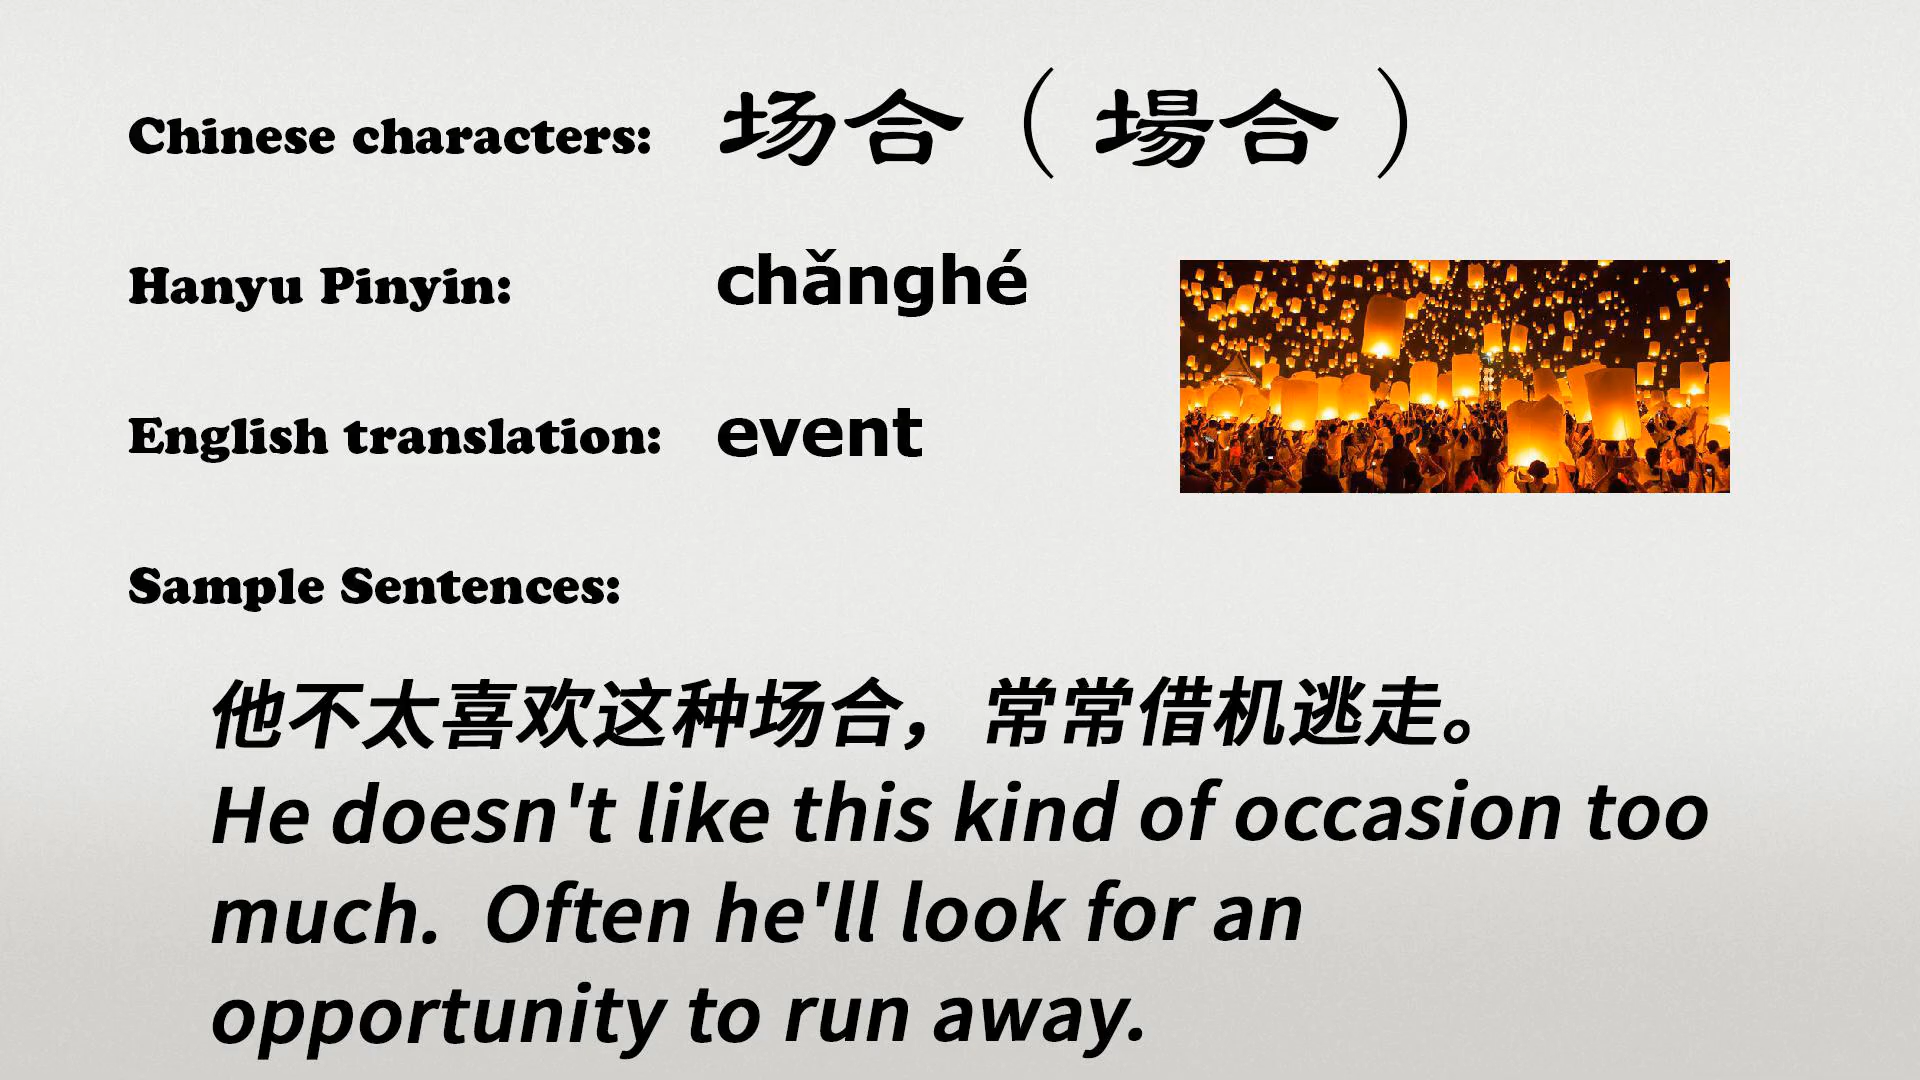 Chinese characters: 场合（場合）
Hanyu Pinyin: chǎnghé
English translation: event
Sample Sentences:
他不太喜欢这种场合，常常借机逃走。
He doesn't like this kind of occasion too
much.  Often he'll look for an
opportunity to run away.